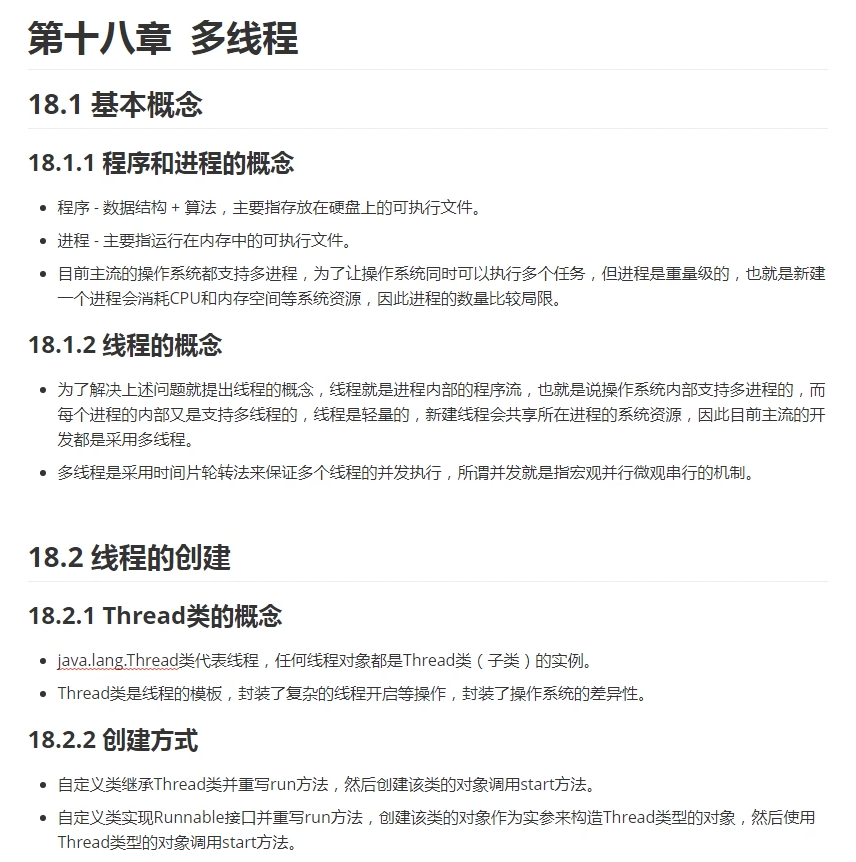 第十八章 多线程
18.1 基本概念
18.1.1 程序和进程的概念
程序 - 数据结构 + 算法，主要指存放在硬盘上的可执行文件。
进程 - 主要指运行在内存中的可执行文件。
目前主流的操作系统都支持多进程，为了让操作系统同时可以执行多个任务，但进程是重量级的，也就是新建
一个进程会消耗CPU和内存空间等系统资源，因此进程的数量比较局限。
18.1.2 线程的概念
为了解决上述问题就提出线程的概念，线程就是进程内部的程序流，也就是说操作系统内部支持多进程的，而
每个进程的内部又是支持多线程的，线程是轻量的，新建线程会共享所在进程的系统资源，因此目前主流的开
发都是采用多线程。
多线程是采用时间片轮转法来保证多个线程的并发执行，所谓并发就是指宏观并行微观串行的机制。
18.2 线程的创建
18.2.1 Thread类的概念
java.lang.Thread类代表线程，任何线程对象都是Thread类（子类）的实例。
Thread类是线程的模板，封装了复杂的线程开启等操作，封装了操作系统的差异性。
18.2.2 创建方式
自定义类继承Thread类并重写run方法，然后创建该类的对象调用start方法。
自定义类实现Runnable接口并重写run方法，创建该类的对象作为实参来构造Thread类型的对象，然后使用
Thread类型的对象调用start方法。